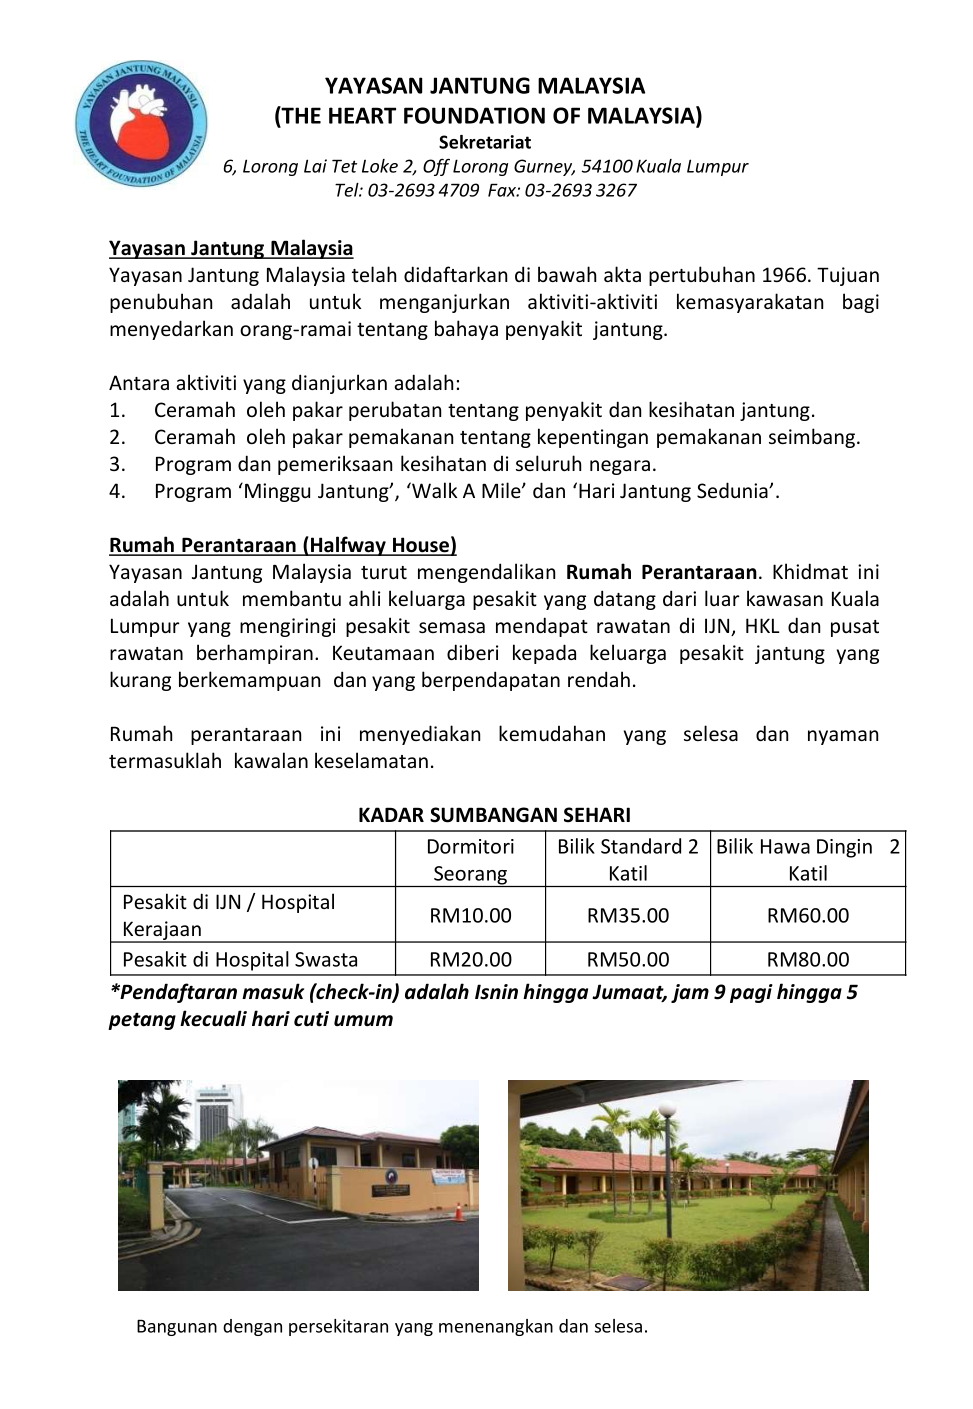 YAYASAN JANTUNG MALAYSIA
THE HEART FOUNDATION OF MALAYSIA
YAYASAN JANTUNG MALAYSIA
(THE HEART FOUNDATION OF MALAYSIA)
Sekretariat
6, Lorong Lai Tet Loke 2, Off Lorong Gurney, 54100 Kuala Lumpur
Tel: 03-2693 4709 Fax: 03-2693 3267
Yayasan Jantung Malaysia
Yayasan Jantung Malaysia telah didaftarkan di bawah akta pertubuhan 1966. Tujuan
penubuhan adalah untuk menganjurkan aktiviti-aktiviti kemasyarakatan bagi
menyedarkan orang-ramai tentang bahaya penyakit jantung.
Antara aktiviti yang dianjurkan adalah:
1. Ceramah oleh pakar perubatan tentang penyakit dan kesihatan jantung.
2. Ceramah oleh pakar pemakanan tentang kepentingan pemakanan seimbang.
3. Program dan pemeriksaan kesihatan di seluruh negara.
4. Program ‘Minggu Jantung’, ‘Walk A Mile’ dan ‘Hari Jantung Sedunia’.
Rumah Perantaraan (Halfway House)
Yayasan Jantung Malaysia turut mengendalikan Rumah Perantaraan. Khidmat ini
adalah untuk membantu ahli keluarga pesakit yang datang dari luar kawasan Kuala
Lumpur yang mengiringi pesakit semasa mendapat rawatan di IJN, HKL dan pusat
rawatan berhampiran. Keutamaan diberi kepada keluarga pesakit jantung yang
kurang berkemampuan dan yang berpendapatan rendah.
Rumah perantaraan ini menyediakan kemudahan yang selesa dan nyaman
termasuklah kawalan keselamatan.
KADAR SUMBANGAN SEHARI
Dormitori Seorang
Bilik Standard 2 Katil
Bilik Hawa Dingin 2 Katil
Pesakit di IJN / Hospital Kerajaan RM10.00 RM35.00 RM60.00
Pesakit di Hospital Swasta RM20.00 RM50.00 RM80.00
*Pendaftaran masuk (check-in) adalah Isnin hingga Jumaat, jam 9 pagi hingga 5
petang kecuali hari cuti umum
Bangunan dengan persekitaran yang menenangkan dan selesa.